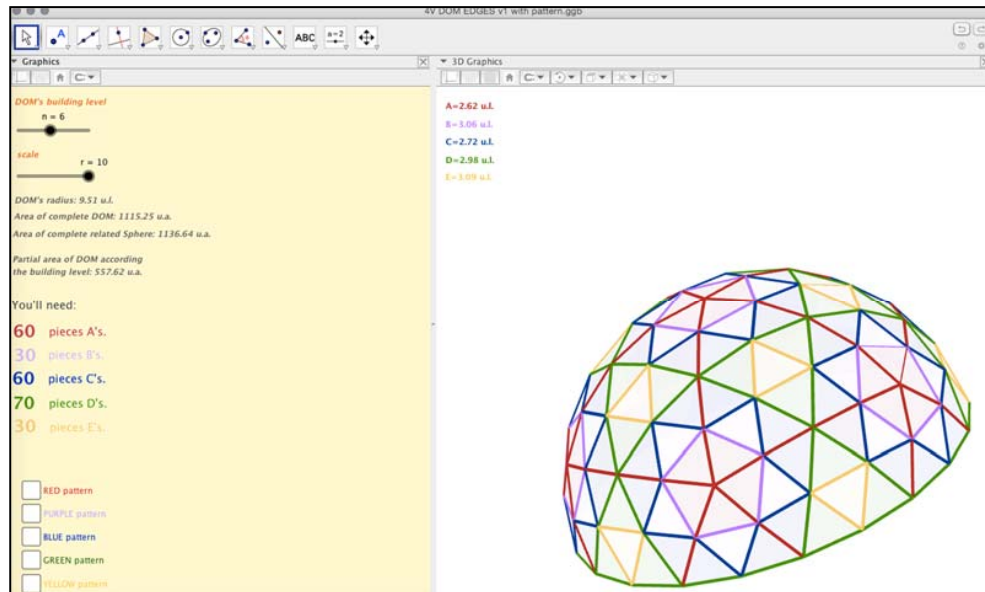 4V DOM EDGES v1 with pattern.ggb
ABC
a=2
Graphics
3D Graphics
DOM's building level
n = 6
scale
r = 10
DOM's radius: 9.51 u.l.
Area of complete DOM: 1115.25 u.a.
Area of complete related Sphere: 1136.64 u.a.
Partial area of DOM according
the building level: 557.62 u.a.
You'll need:
60 pieces A's.
30 pieces B's.
60 pieces C's.
70 pieces D's.
30 pieces E's.
RED pattern
PURPLE pattern
BLUE pattern
GREEN pattern
YELLOW pattern
A=2.62 u.l.
B=3.06 u.l.
C=2.72 u.l.
D=2.98 u.l.
E=3.09 u.l.